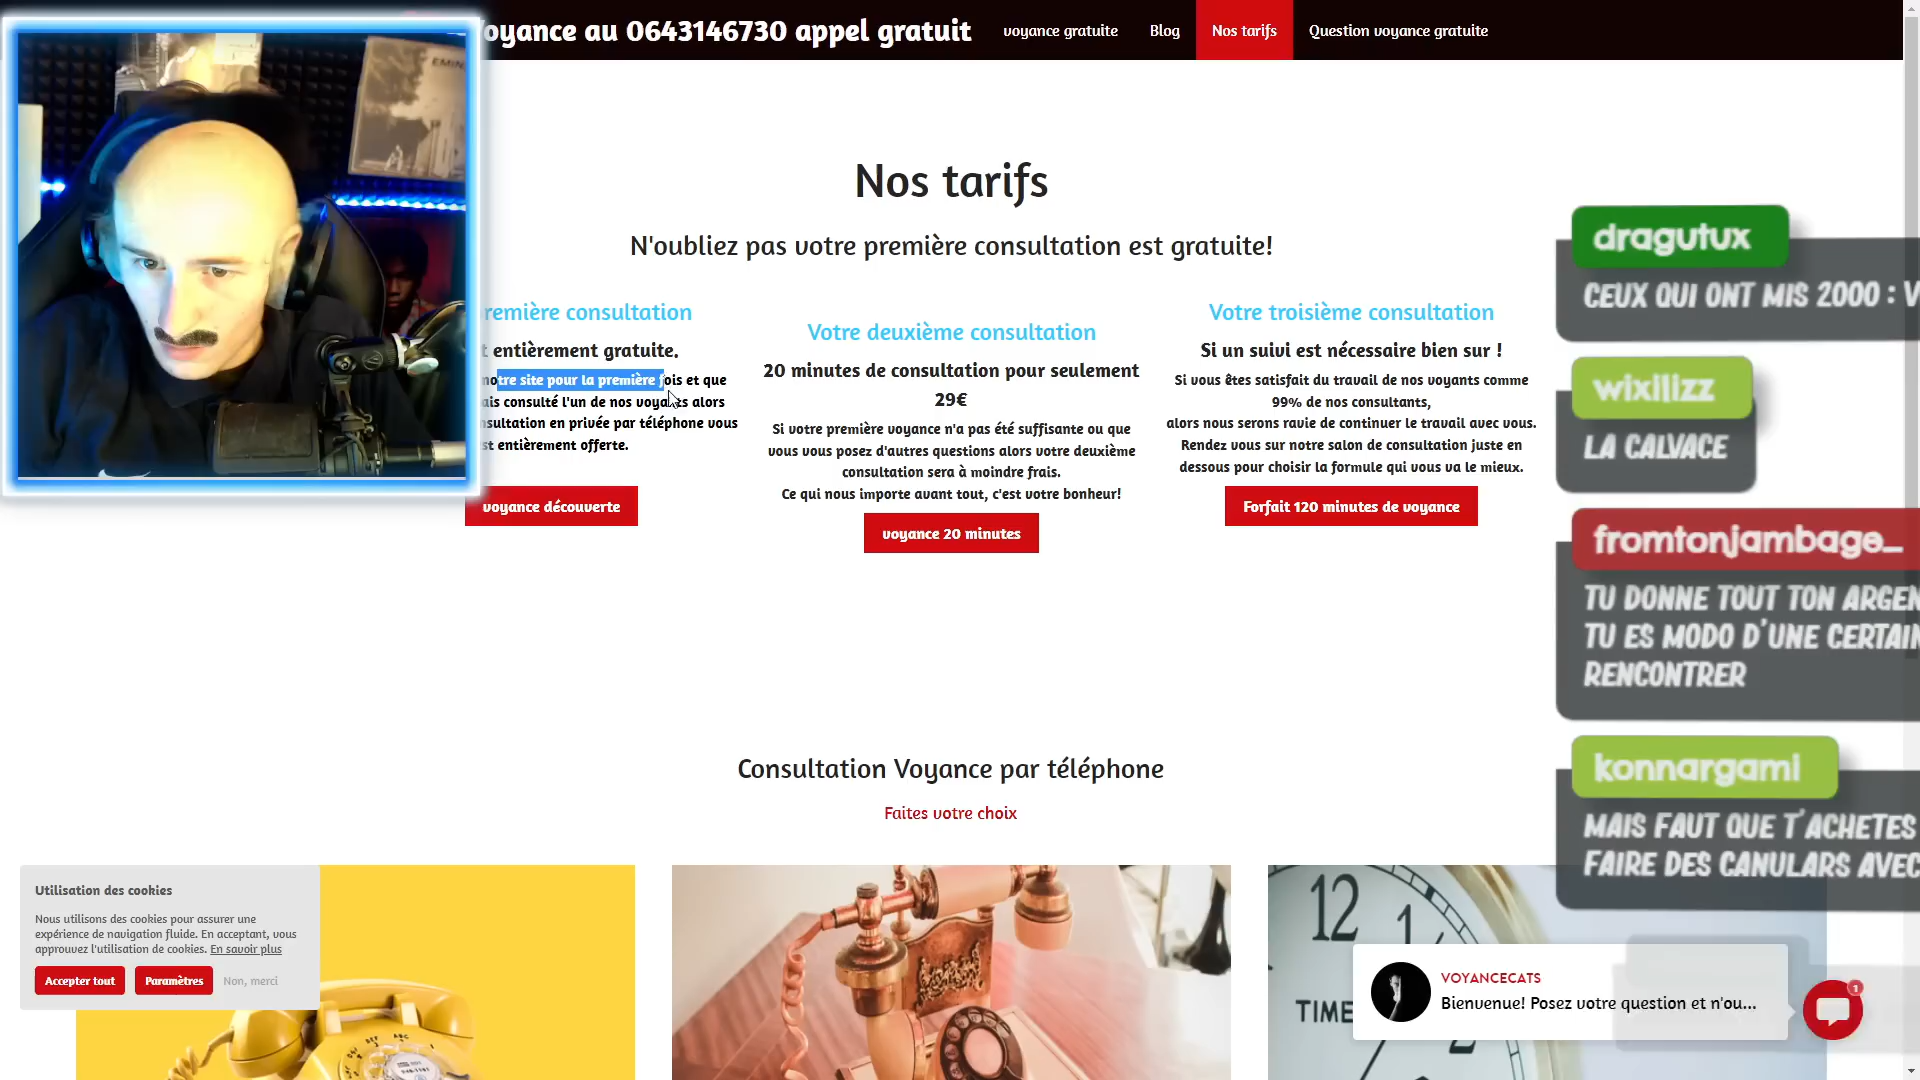 oyance au 0643146730 appel gratuit
voyance gratuite
Blog
Nos tarifs
Question voyance gratuite
EMIN
Nos tarifs
N'oubliez pas votre première consultation est gratuite!
remière consultation
t entièrement gratuite.
notre site pour la première fois et que
ais consulté l'un de nos voyants alors
nsultation en privée par téléphone vous
st entièrement offerte.
voyance découverte
Votre deuxième consultation
20 minutes de consultation pour seulement
29€
Si votre première voyance n'a pas été suffisante ou que
vous vous posez d'autres questions alors votre deuxième
consultation sera à moindre frais.
Ce qui nous importe avant tout, c'est votre bonheur!
voyance 20 minutes
Votre troisième consultation
Si un suivi est nécessaire bien sur !
Si vous êtes satisfait du travail de nos voyants comme
99% de nos consultants,
alors nous serons ravie de continuer le travail avec vous.
Rendez vous sur notre salon de consultation juste en
dessous pour choisir la formule qui vous va le mieux.
Forfait 120 minutes de voyance
dragutux
CEUX QUI ONT MIS 2000 : V
wixilizz
LA CALVACE
fromtonjambage_
TU DONNE TOUT TON ARGEN
TU ES MODO D'UNE CERTAIN
RENCONTRER
konnargami
MAIS FAUT QUE T'ACHETES
FAIRE DES CANULARS AVEC
Consultation Voyance par téléphone
Faites votre choix
Utilisation des cookies
Nous utilisons des cookies pour assurer une
expérience de navigation fluide. En acceptant, vous
approuvez l'utilisation de cookies. En savoir plus
Accepter tout
Paramètres
Non, merci
12
1
2
TIME
VOYANCECATS
Bienvenue! Posez votre question et n'ou...
1